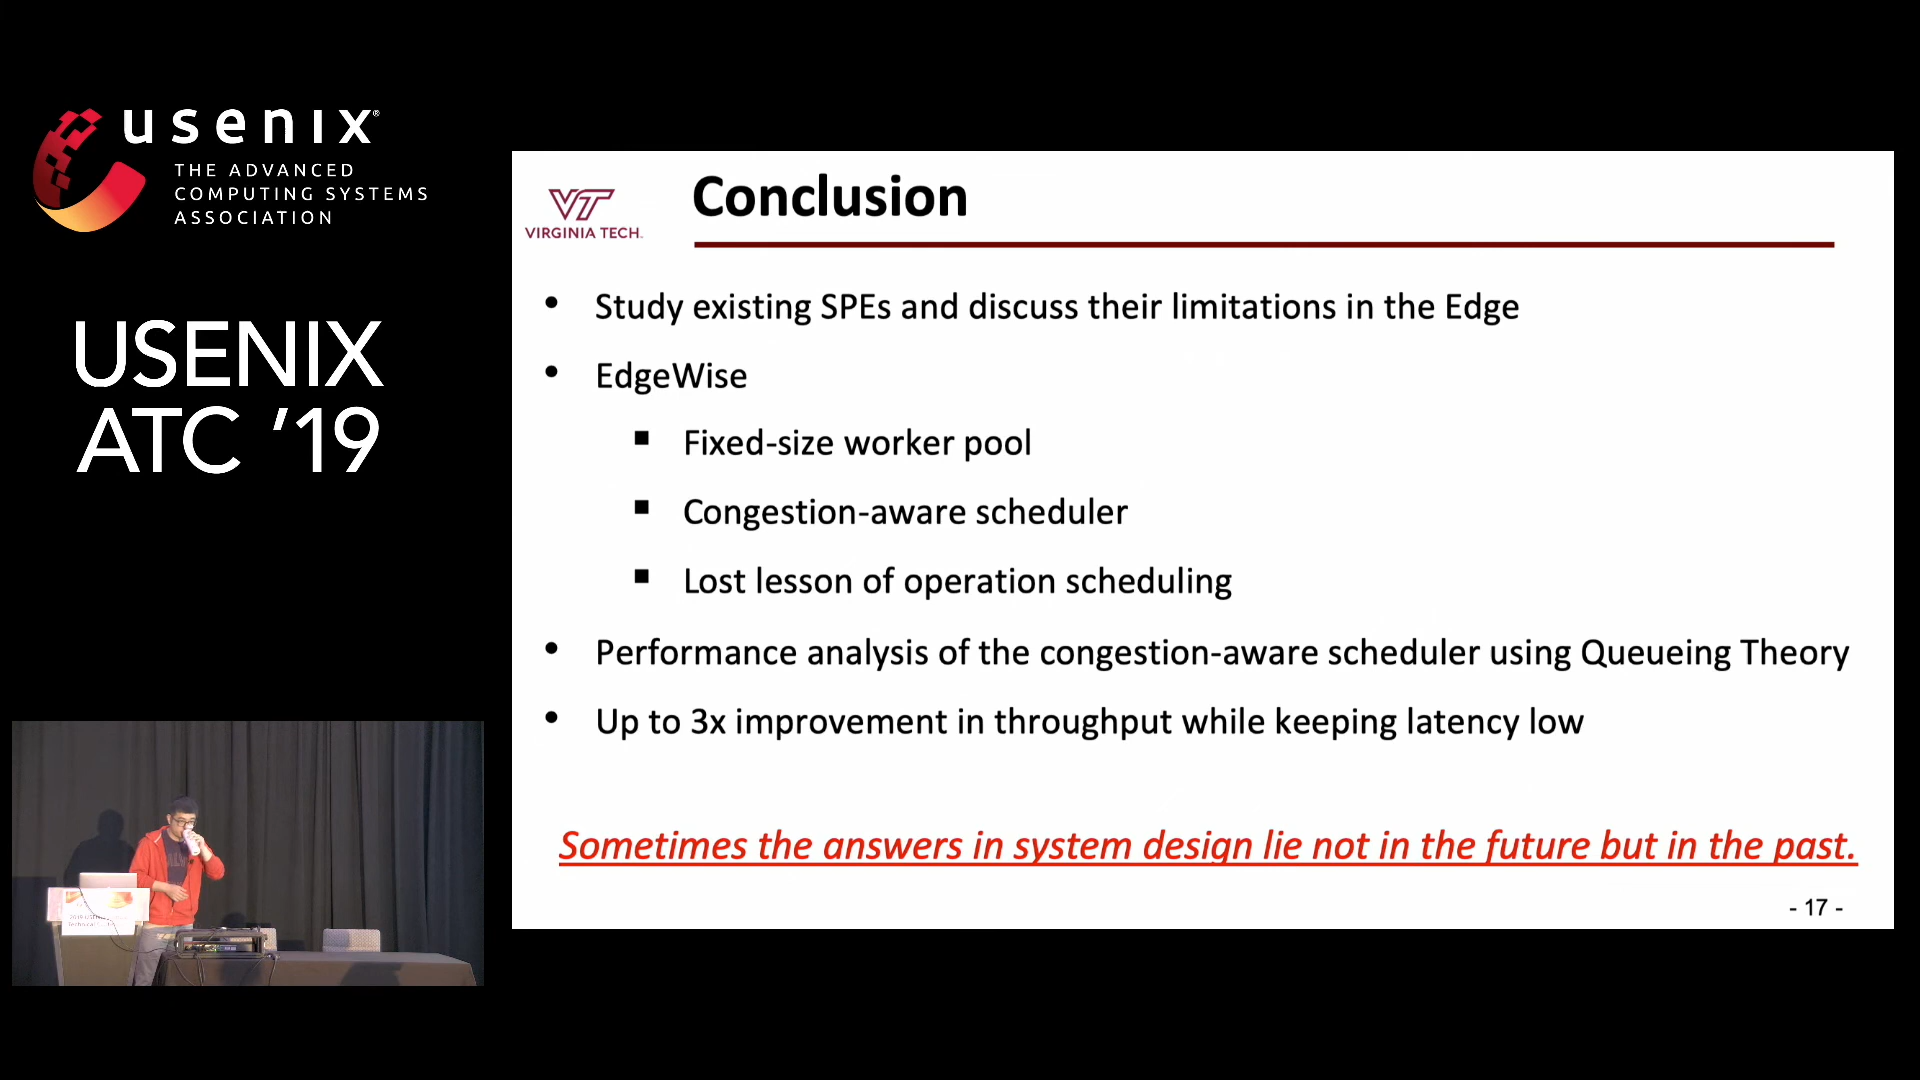 usenix®
THE ADVANCED
COMPUTING SYSTEMS
ASSOCIATION
USENIX
ATC '19
VIRGINIA TECH.
Conclusion
• Study existing SPEs and discuss their limitations in the Edge
• EdgeWise
▪ Fixed-size worker pool
▪ Congestion-aware scheduler
▪ Lost lesson of operation scheduling
• Performance analysis of the congestion-aware scheduler using Queueing Theory
• Up to 3x improvement in throughput while keeping latency low
Sometimes the answers in system design lie not in the future but in the past.
- 17 -